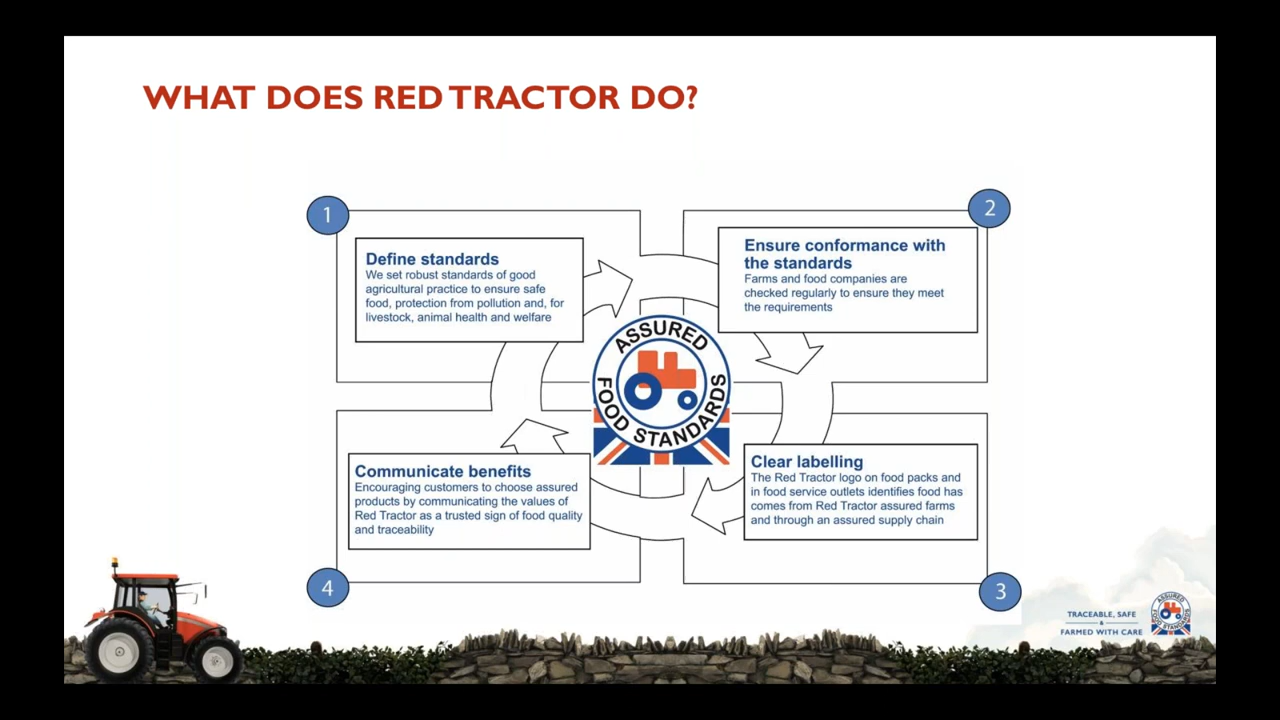 WHAT DOES RED TRACTOR DO?
1
Define standards
We set robust standards of good
agricultural practice to ensure safe
food, protection from pollution and, for
livestock, animal health and welfare
2
Ensure conformance with
the standards
Farms and food companies are
checked regularly to ensure they meet
the requirements
ASSURED
FOOD STANDARDS
Clear labelling
The Red Tractor logo on food packs and
in food service outlets identifies food has
comes from Red Tractor assured farms
and through an assured supply chain
3
Communicate benefits
Encouraging customers to choose assured
products by communicating the values of
Red Tractor as a trusted sign of food quality
and traceability
4
TRACEABLE, SAFE
&
FARMED WITH CARE
ASSURED
FOOD STANDARDS